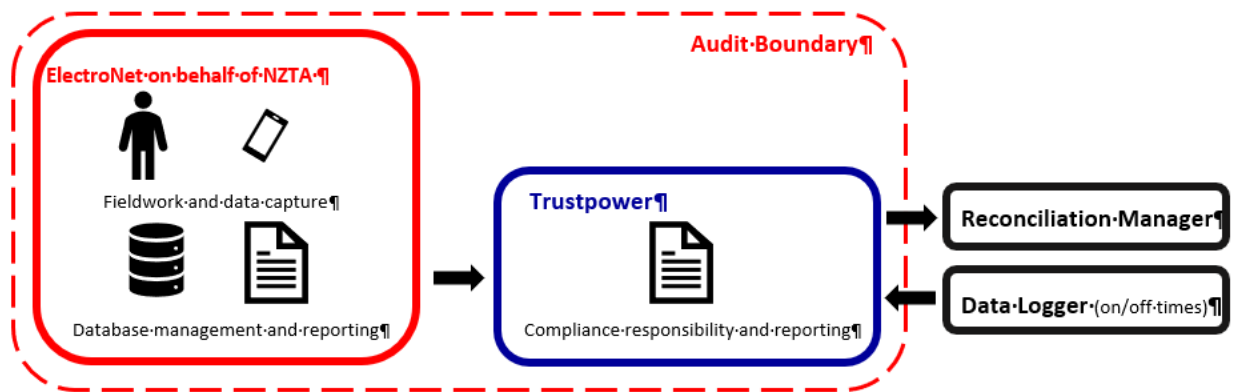 Audit·Boundary¶
ElectroNet·on·behalf·of·NZTA·¶
Fieldwork·and·data·capture¶
Database·management·and·reporting¶
Trustpower¶
Compliance·responsibility·and·reporting¶
Reconciliation·Manager¶
Data·Logger·(on/off·times)¶